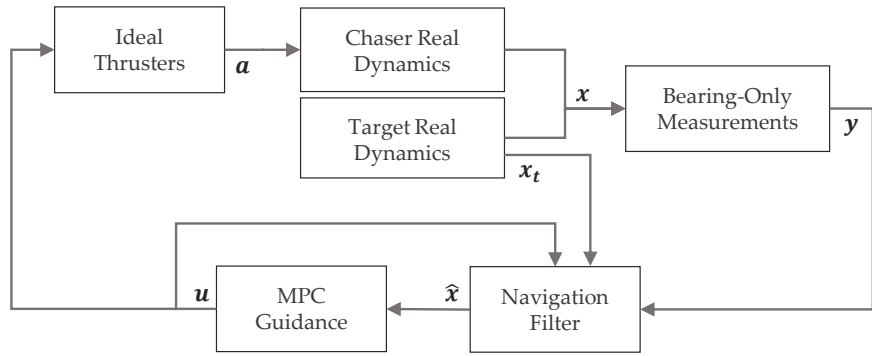 Ideal
Thrusters
a
Chaser Real
Dynamics
Target Real
Dynamics
x
x_t
Bearing-Only
Measurements
y
u
MPC
Guidance
x̂
Navigation
Filter